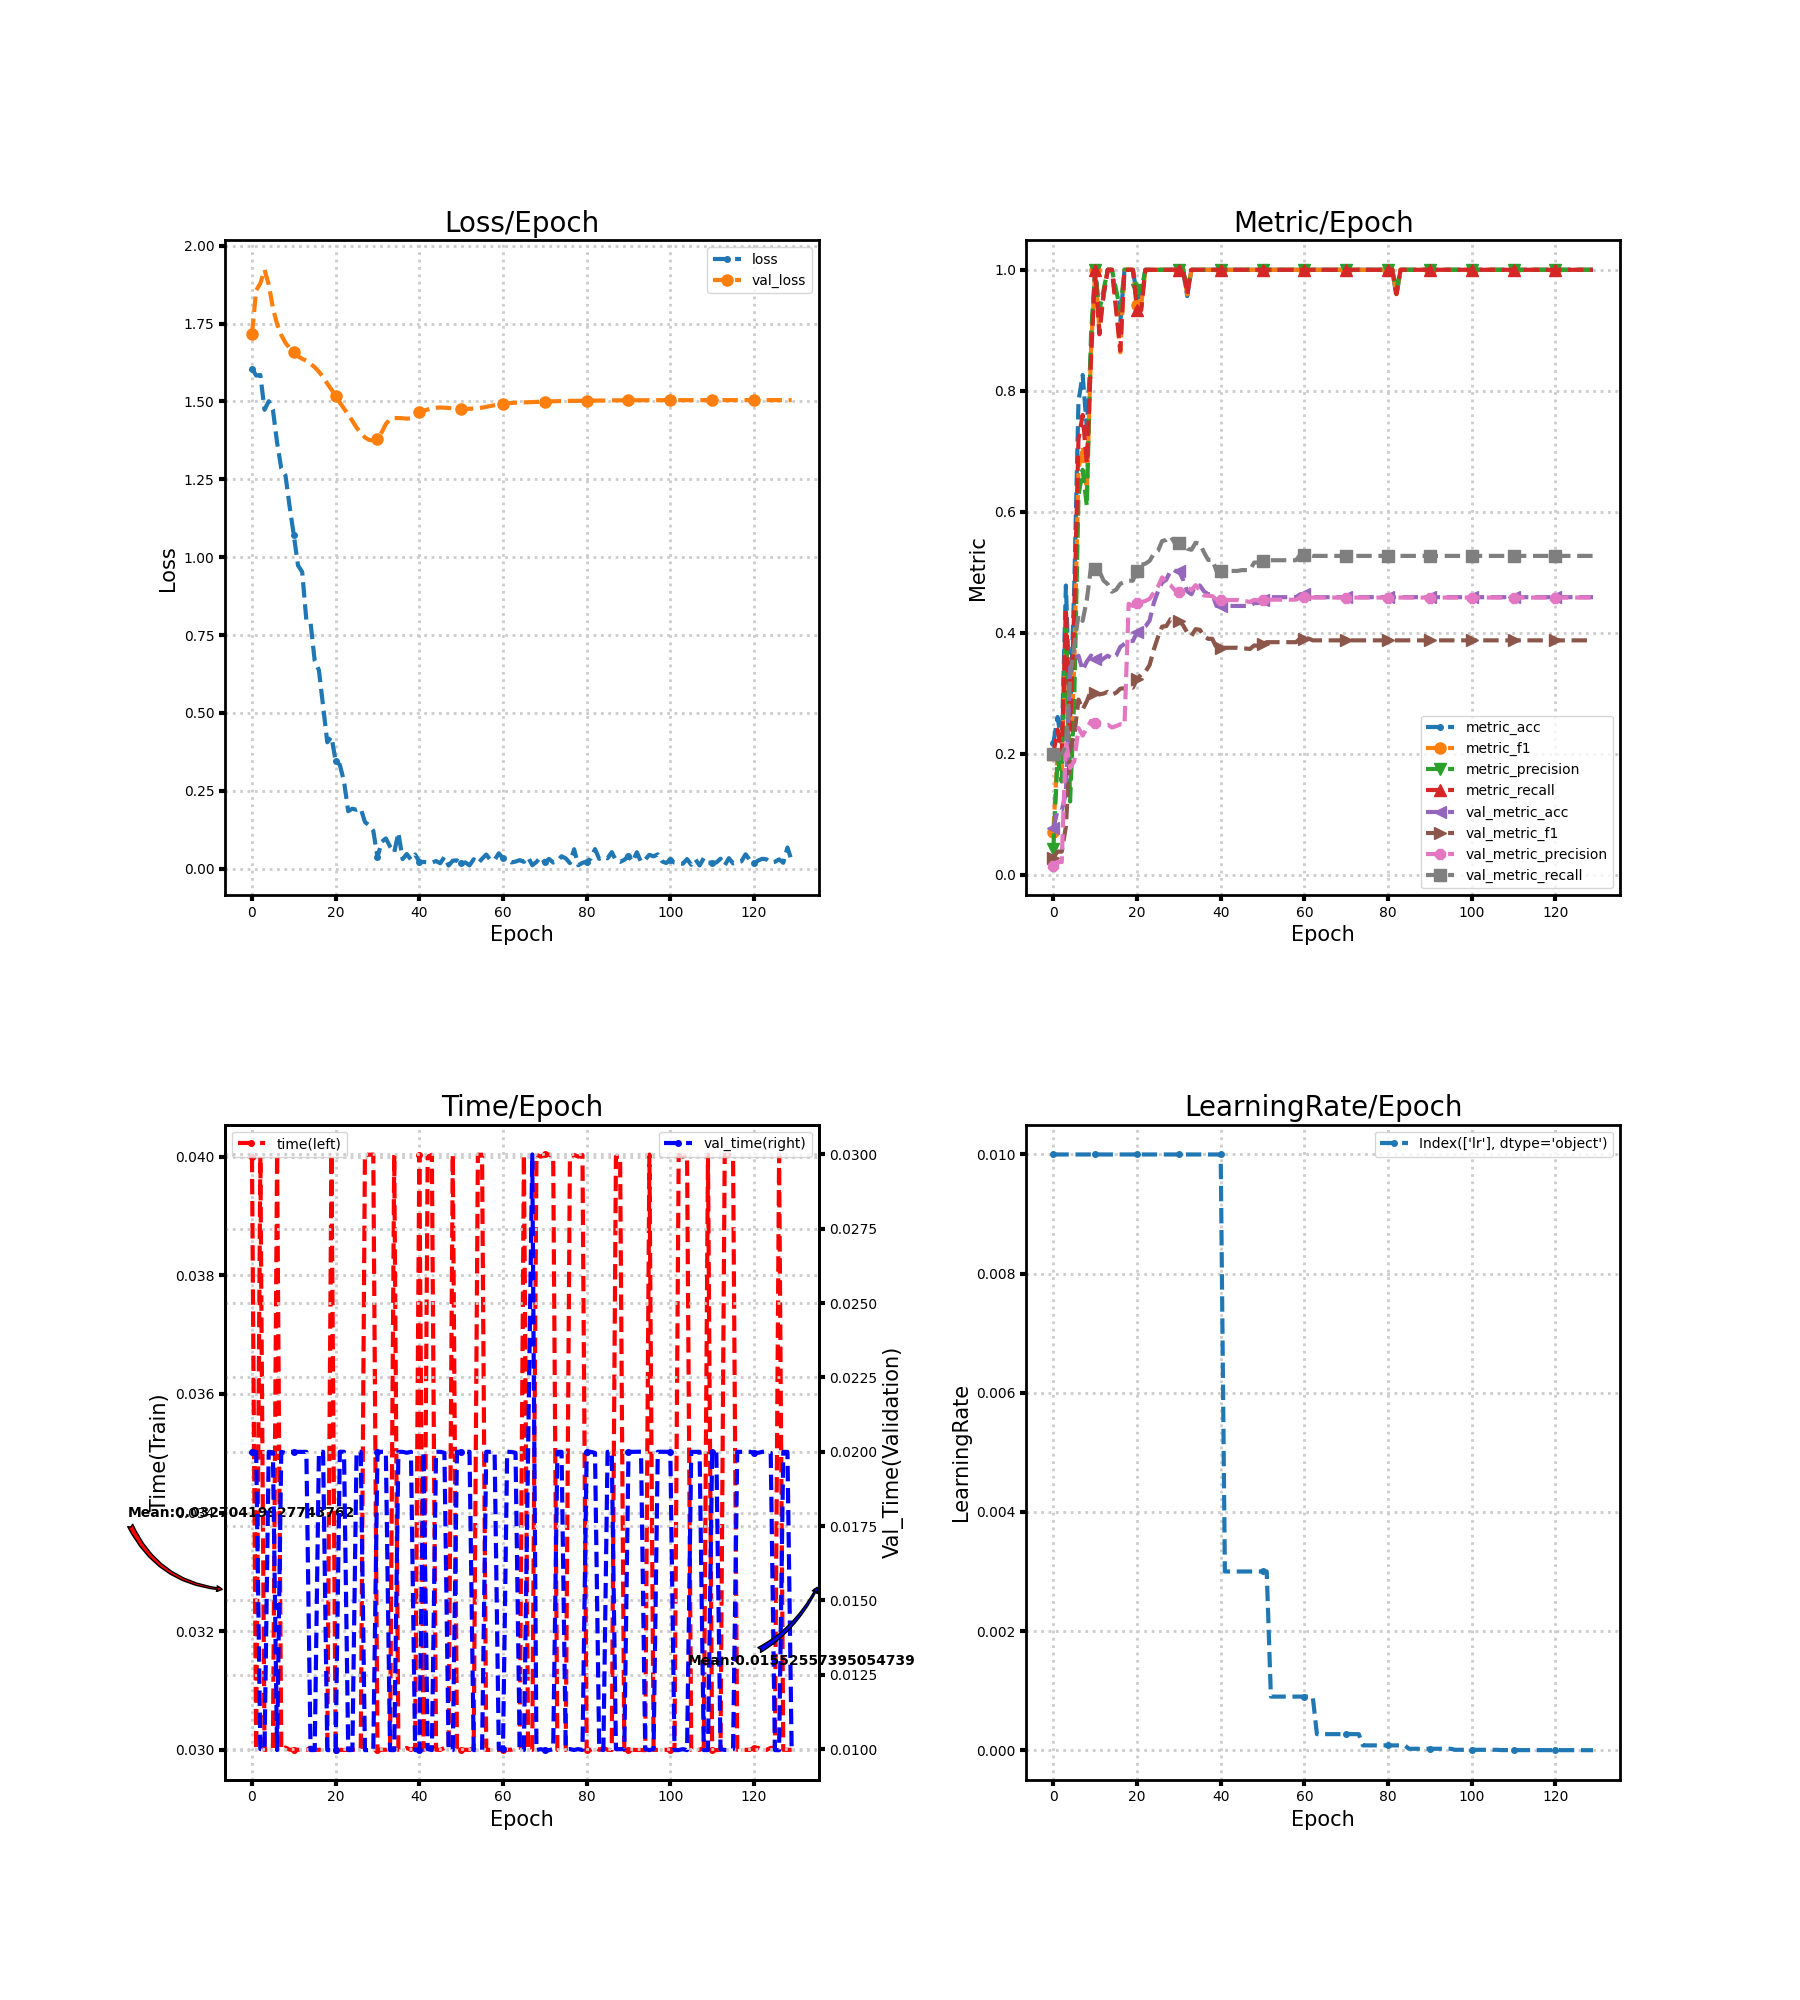 Loss/Epoch
2.00
1.75
1.50
1.25
1.00
0.75
0.50
0.25
0.00
Loss
loss
val_loss
0 20 40 60 80 100 120
Epoch
Metric/Epoch
1.0
0.8
0.6
0.4
0.2
0.0
Metric
metric_acc
metric_f1
metric_precision
metric_recall
val_metric_acc
val_metric_f1
val_metric_precision
val_metric_recall
0 20 40 60 80 100 120
Epoch
Time/Epoch
time(left)
val_time(right)
0.040
0.038
0.036
0.034
0.032
0.030
Time(Train)
0.0300
0.0275
0.0250
0.0225
0.0200
0.0175
0.0150
0.0125
0.0100
Val_Time(Validation)
Mean:0.01552557395054739
0 20 40 60 80 100 120
Epoch
LearningRate/Epoch
Index(['lr'], dtype='object')
0.010
0.008
0.006
0.004
0.002
0.000
LearningRate
0 20 40 60 80 100 120
Epoch